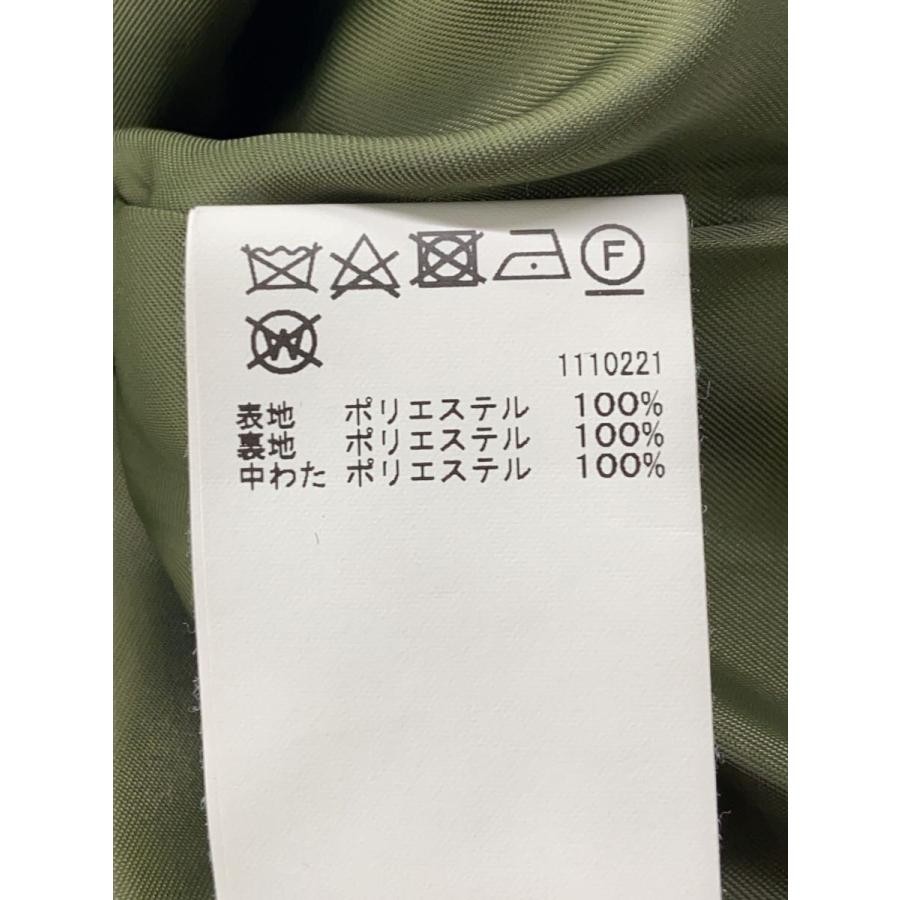 F
W
1110221
表地 ポリエステル 100%
裏地 ポリエステル 100%
中わた ポリエステル 100%